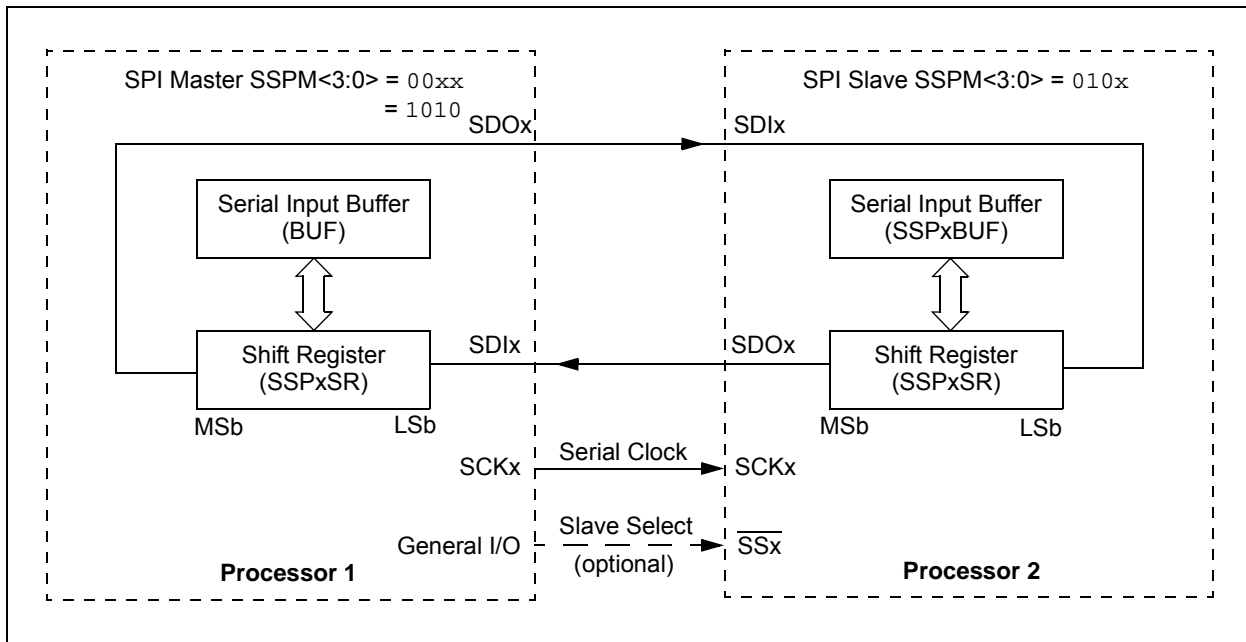 SPI Master SSPM<3:0> = 00xx
= 1010
SPI Slave SSPM<3:0> = 010x
SDOx
SDIx
Serial Input Buffer
(BUF)
Serial Input Buffer
(SSPxBUF)
Shift Register
(SSPxSR)
SDIx
SDOx
Shift Register
(SSPxSR)
MSb
LSb
MSb
LSb
SCKx
Serial Clock
SCKx
General I/O
Slave Select
(optional)
SSx
Processor 1
Processor 2